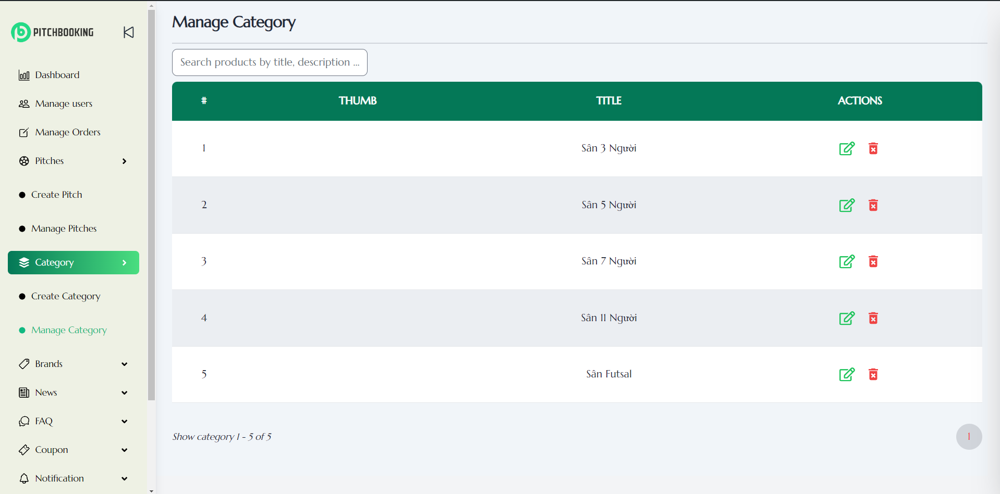 PITCHBOOKING
Dashboard
Manage users
Manage Orders
Pitches
Create Pitch
Manage Pitches
Category
Create Category
Manage Category
Brands
News
FAQ
Coupon
Notification
Manage Category
Search products by title, description ...
# THUMB TITLE ACTIONS
1 Sân 3 Người
2 Sân 5 Người
3 Sân 7 Người
4 Sân 11 Người
5 Sân Futsal
Show category 1 - 5 of 5
1